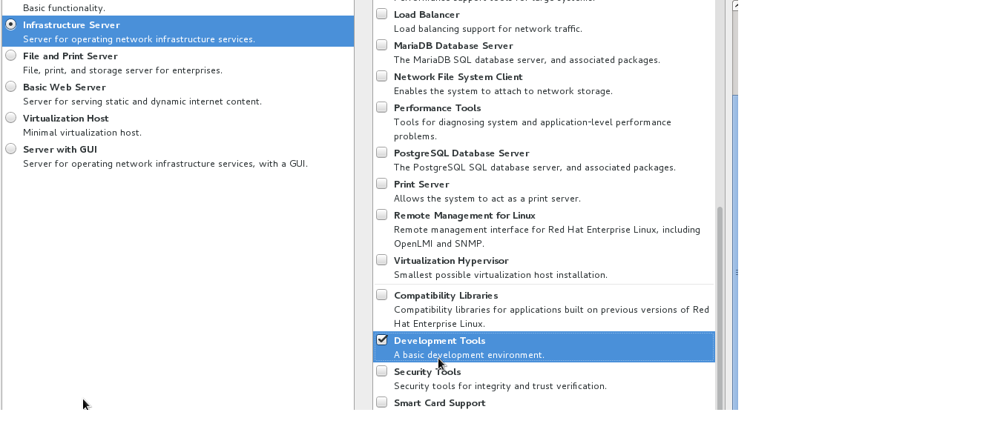 Basic functionality.
Infrastructure Server
Server for operating network infrastructure services.
File and Print Server
File, print, and storage server for enterprises.
Basic Web Server
Server for serving static and dynamic internet content.
Virtualization Host
Minimal virtualization host.
Server with GUI
Server for operating network infrastructure services, with a GUI.
Load Balancer
Load balancing support for network traffic.
MariaDB Database Server
The MariaDB SQL database server, and associated packages.
Network File System Client
Enables the system to attach to network storage.
Performance Tools
Tools for diagnosing system and application-level performance
problems.
PostgreSQL Database Server
The PostgreSQL SQL database server, and associated packages.
Print Server
Allows the system to act as a print server.
Remote Management for Linux
Remote management interface for Red Hat Enterprise Linux, including
OpenLMI and SNMP.
Virtualization Hypervisor
Smallest possible virtualization host installation.
Compatibility Libraries
Compatibility libraries for applications built on previous versions of Red
Hat Enterprise Linux.
Development Tools
A basic development environment.
Security Tools
Security tools for integrity and trust verification.
Smart Card Support